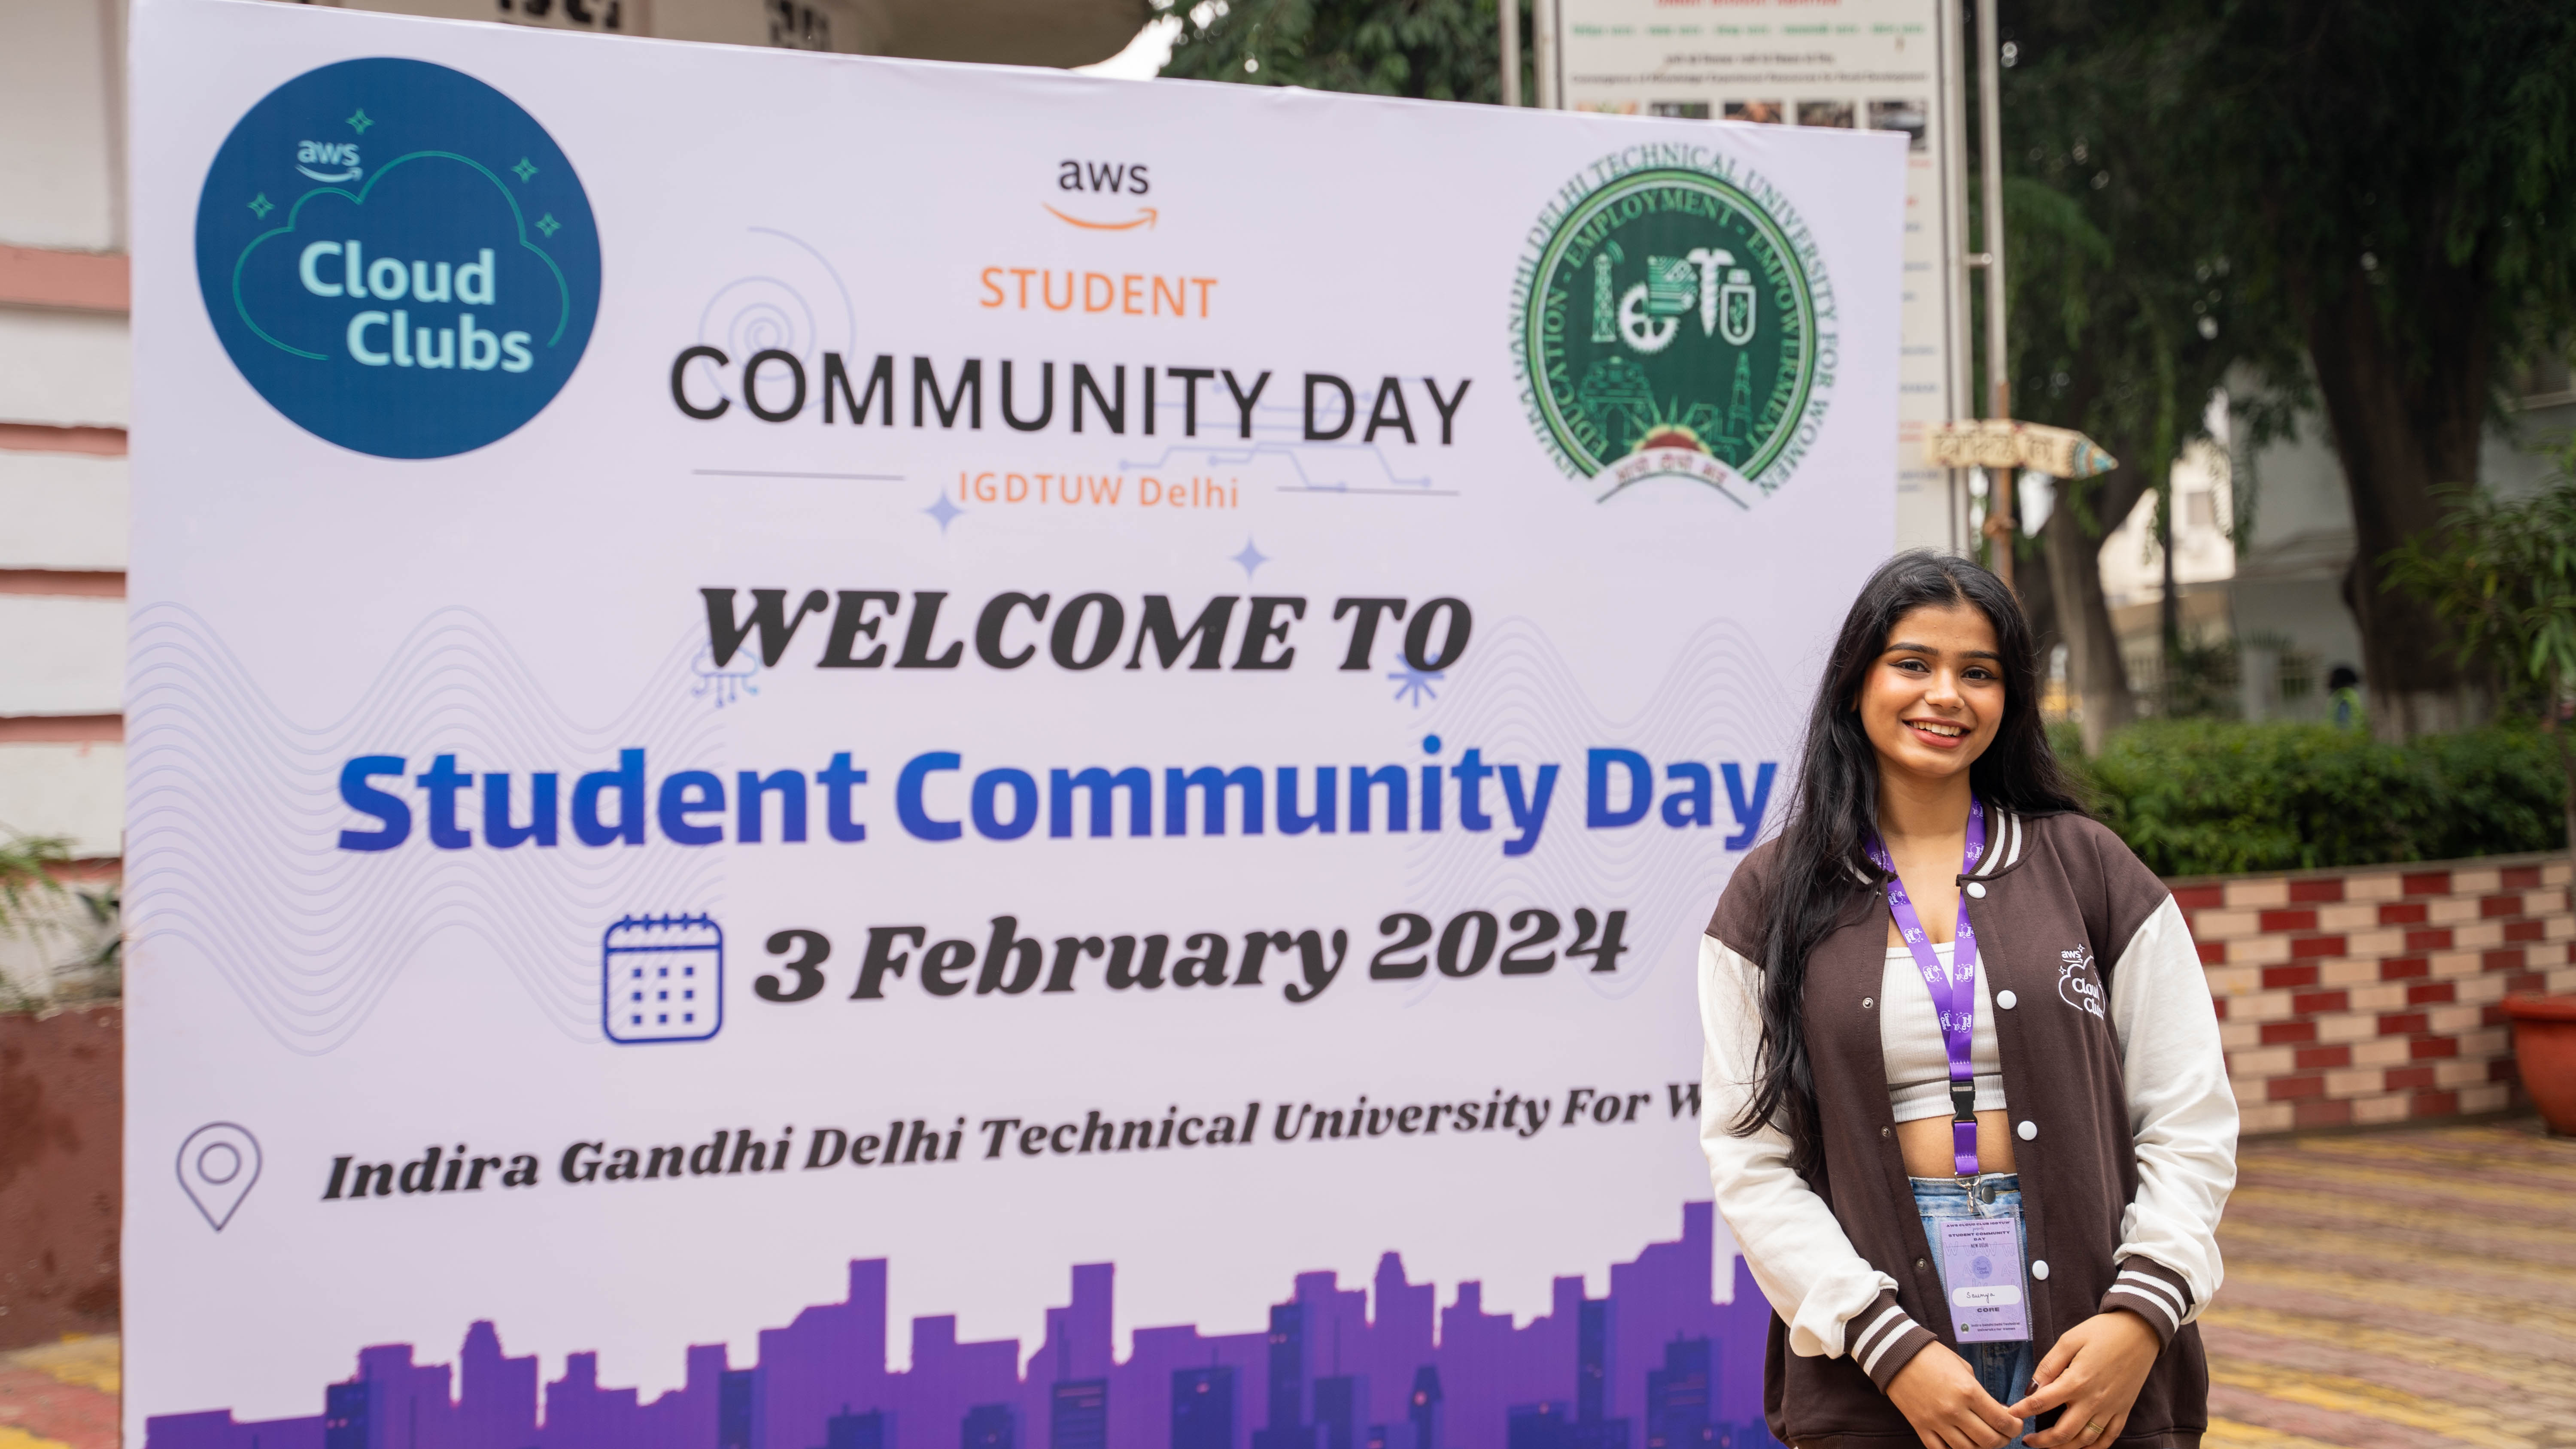 aws
Cloud
Clubs
aws
STUDENT
COMMUNITY DAY
IGDTUW Delhi
INDIRA GANDHI DELHI TECHNICAL UNIVERSITY FOR WOMEN
EDUCATION - EMPLOYMENT - EMPOWERMENT
WELCOME TO
Student Community Day
3 February 2024
Indira Gandhi Delhi Technical University For W
aws
Cloud
Clu
STUDENT COMMUNITY
DAY
Saumya
CORE